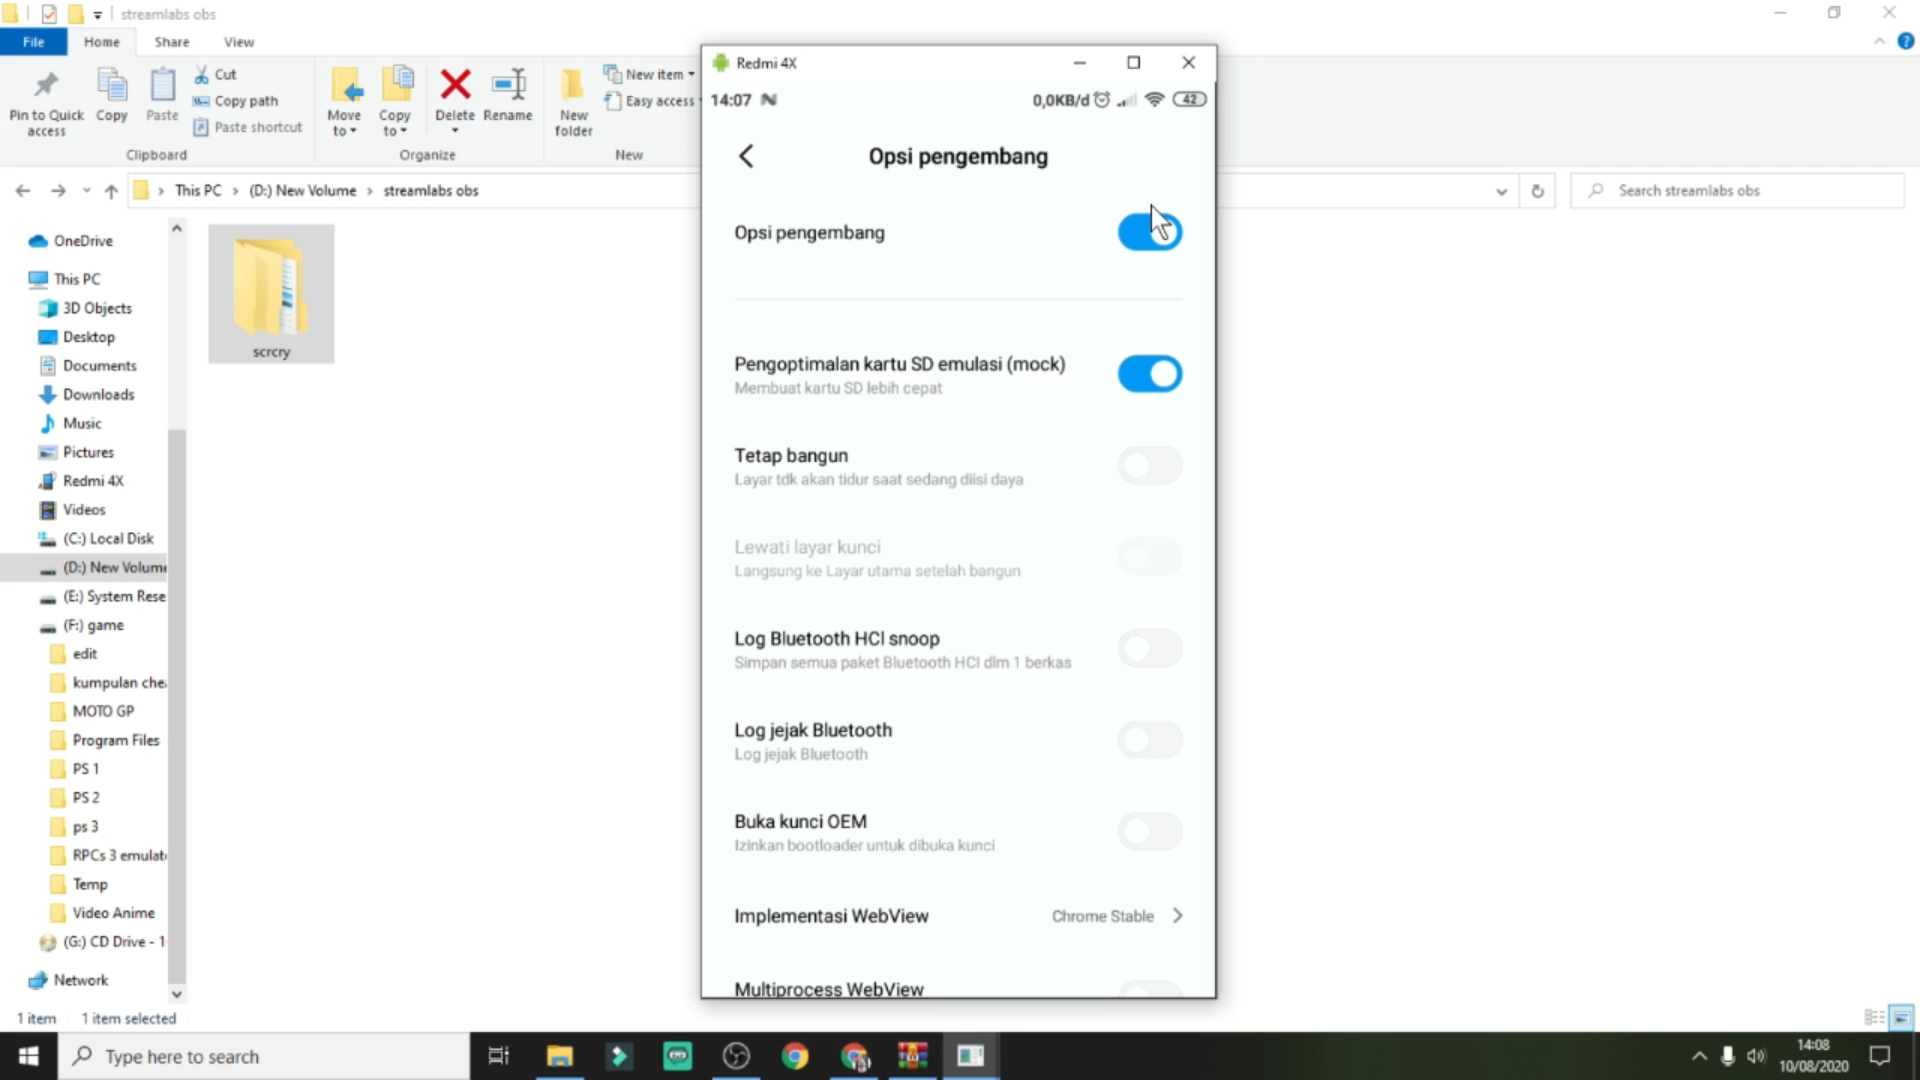 streamlabs obs
File Home Share View
Pin to Quick access
Copy
Paste
Cut
Copy path
Paste shortcut
Clipboard
Move to
Copy to
Delete
Rename
Organize
New folder
New item
Easy access
New
This PC > (D:) New Volume > streamlabs obs
Search streamlabs obs
OneDrive
This PC
3D Objects
Desktop
Documents
Downloads
Music
Pictures
Redmi 4X
Videos
(C:) Local Disk
(D:) New Volume
(E:) System Rese
(F:) game
edit
kumpulan che
MOTO GP
Program Files
PS 1
PS 2
ps 3
RPCs 3 emulat
Temp
Video Anime
(G:) CD Drive - 1
Network
scrcry
1 item 1 item selected
Redmi 4X
14:07 0,0KB/d 42
Opsi pengembang
Opsi pengembang
Pengoptimalan kartu SD emulasi (mock)
Membuat kartu SD lebih cepat
Tetap bangun
Layar tdk akan tidur saat sedang diisi daya
Lewati layar kunci
Langsung ke Layar utama setelah bangun
Log Bluetooth HCI snoop
Simpan semua paket Bluetooth HCI dlm 1 berkas
Log jejak Bluetooth
Log jejak Bluetooth
Buka kunci OEM
Izinkan bootloader untuk dibuka kunci
Implementasi WebView Chrome Stable
Multiprocess WebView
Type here to search
14:08
10/08/2020